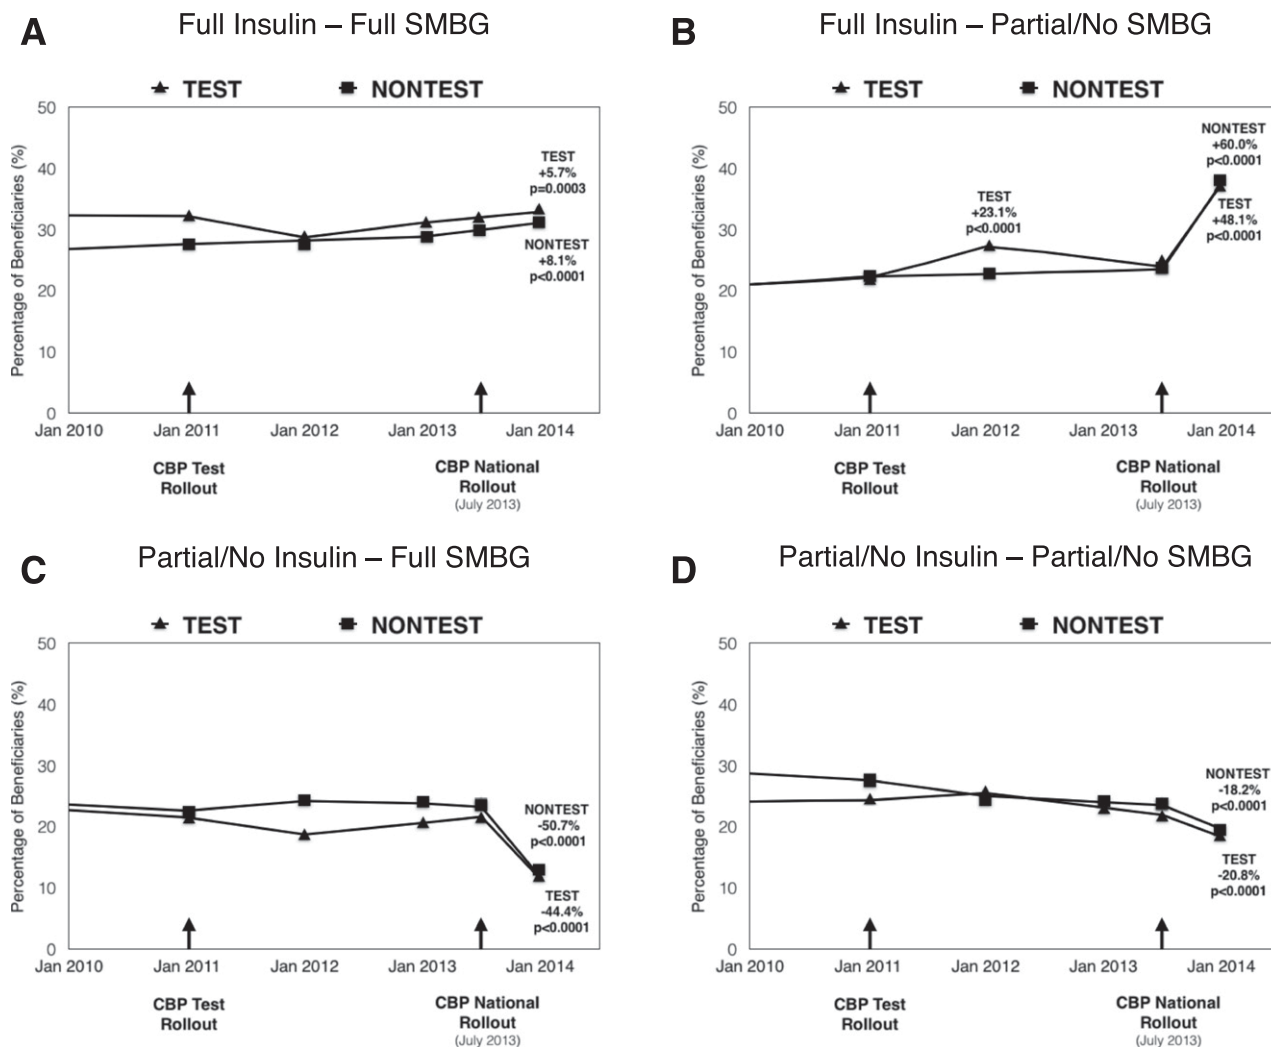 A
Full Insulin – Full SMBG
TEST
NONTEST
Percentage of Beneficiaries (%)
50
40
30
20
10
0
TEST
+5.7%
p=0.0003
NONTEST
+8.1%
p<0.0001
Jan 2010
Jan 2011
Jan 2012
Jan 2013
Jan 2014
CBP Test
Rollout
CBP National
Rollout
(July 2013)
B
Full Insulin – Partial/No SMBG
TEST
NONTEST
Percentage of Beneficiaries (%)
50
40
30
20
10
0
TEST
+23.1%
p<0.0001
NONTEST
+60.0%
p<0.0001
TEST
+48.1%
p<0.0001
Jan 2010
Jan 2011
Jan 2012
Jan 2013
Jan 2014
CBP Test
Rollout
CBP National
Rollout
(July 2013)
C
Partial/No Insulin – Full SMBG
TEST
NONTEST
Percentage of Beneficiaries (%)
50
40
30
20
10
0
NONTEST
-50.7%
p<0.0001
TEST
-44.4%
p<0.0001
Jan 2010
Jan 2011
Jan 2012
Jan 2013
Jan 2014
CBP Test
Rollout
CBP National
Rollout
(July 2013)
D
Partial/No Insulin – Partial/No SMBG
TEST
NONTEST
Percentage of Beneficiaries (%)
50
40
30
20
10
0
NONTEST
-18.2%
p<0.0001
TEST
-20.8%
p<0.0001
Jan 2010
Jan 2011
Jan 2012
Jan 2013
Jan 2014
CBP Test
Rollout
CBP National
Rollout
(July 2013)